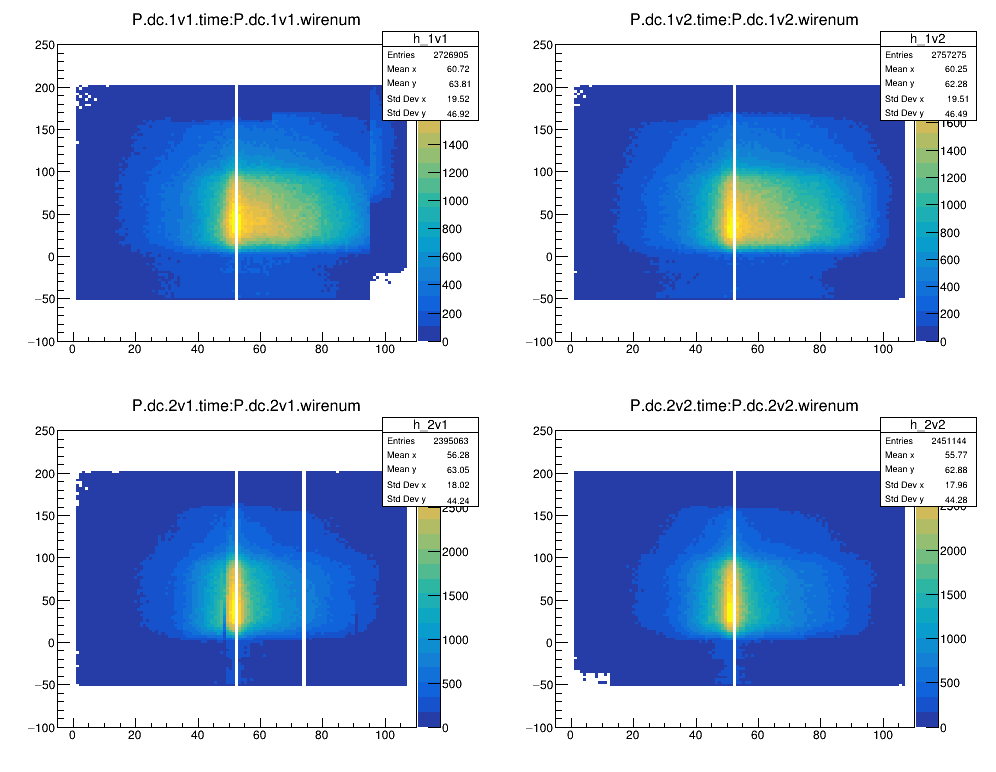 P.dc.1v1.time:P.dc.1v1.wirenum
h_1v1
Entries 2726905
Mean x 60.72
Mean y 63.81
Std Dev x 19.52
Std Dev y 46.92
250
200
150
100
50
0
−50
−100
0 20 40 60 80 100
1400
1200
1000
800
600
400
200
0
P.dc.1v2.time:P.dc.1v2.wirenum
h_1v2
Entries 2757275
Mean x 60.25
Mean y 62.28
Std Dev x 19.51
Std Dev y 46.49
250
200
150
100
50
0
−50
−100
0 20 40 60 80 100
1600
1400
1200
1000
800
600
400
200
0
P.dc.2v1.time:P.dc.2v1.wirenum
h_2v1
Entries 2395063
Mean x 56.28
Mean y 63.05
Std Dev x 18.02
Std Dev y 44.24
250
200
150
100
50
0
−50
−100
0 20 40 60 80 100
2500
2000
1500
1000
500
0
P.dc.2v2.time:P.dc.2v2.wirenum
h_2v2
Entries 2451144
Mean x 55.77
Mean y 62.88
Std Dev x 17.96
Std Dev y 44.28
250
200
150
100
50
0
−50
−100
0 20 40 60 80 100
2500
2000
1500
1000
500
0